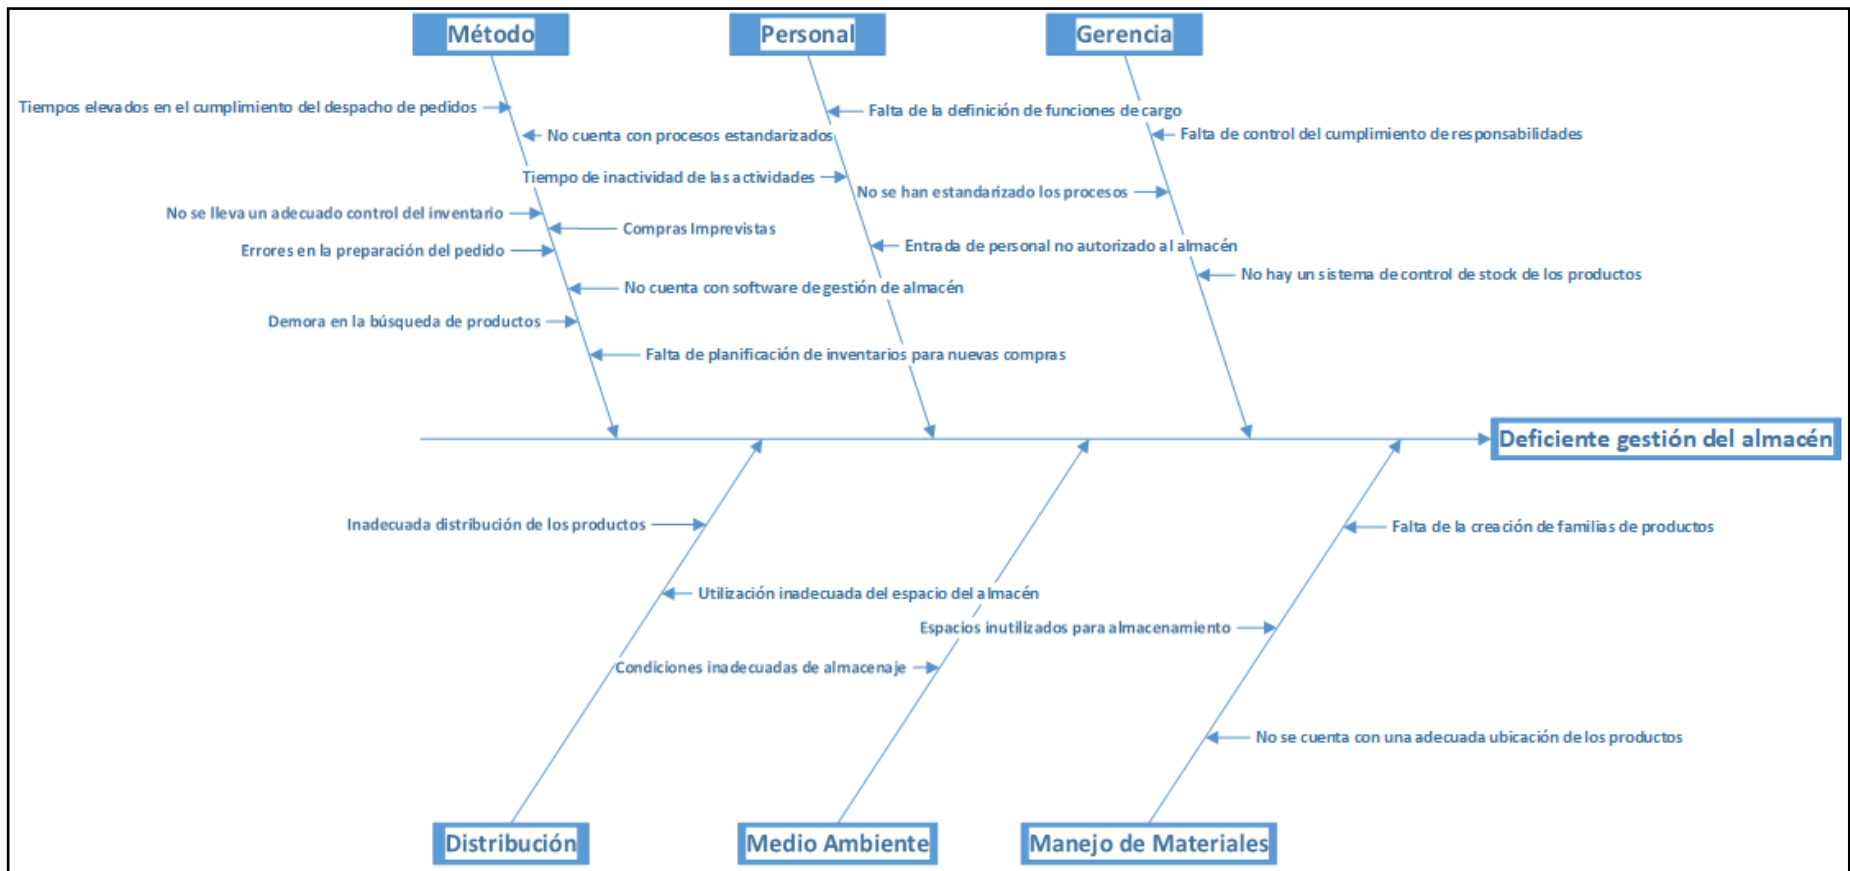 Método
Personal
Gerencia
Tiempos elevados en el cumplimiento del despacho de pedidos
Falta de la definición de funciones de cargo
No cuenta con procesos estandarizados
Falta de control del cumplimiento de responsabilidades
Tiempo de inactividad de las actividades
No se han estandarizado los procesos
No se lleva un adecuado control del inventario
Compras Imprevistas
Errores en la preparación del pedido
Entrada de personal no autorizado al almacén
No hay un sistema de control de stock de los productos
No cuenta con software de gestión de almacén
Demora en la búsqueda de productos
Falta de planificación de inventarios para nuevas compras
Deficiente gestión del almacén
Inadecuada distribución de los productos
Falta de la creación de familias de productos
Utilización inadecuada del espacio del almacén
Espacios inutilizados para almacenamiento
Condiciones inadecuadas de almacenaje
No se cuenta con una adecuada ubicación de los productos
Distribución
Medio Ambiente
Manejo de Materiales